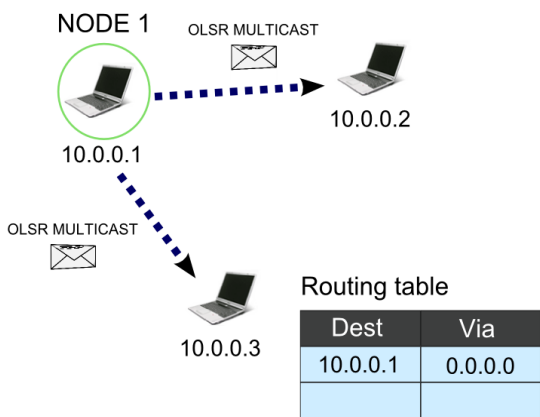 NODE 1
OLSR MULTICAST
10.0.0.2
10.0.0.1
OLSR MULTICAST
10.0.0.3
Routing table
Dest Via
10.0.0.1 0.0.0.0